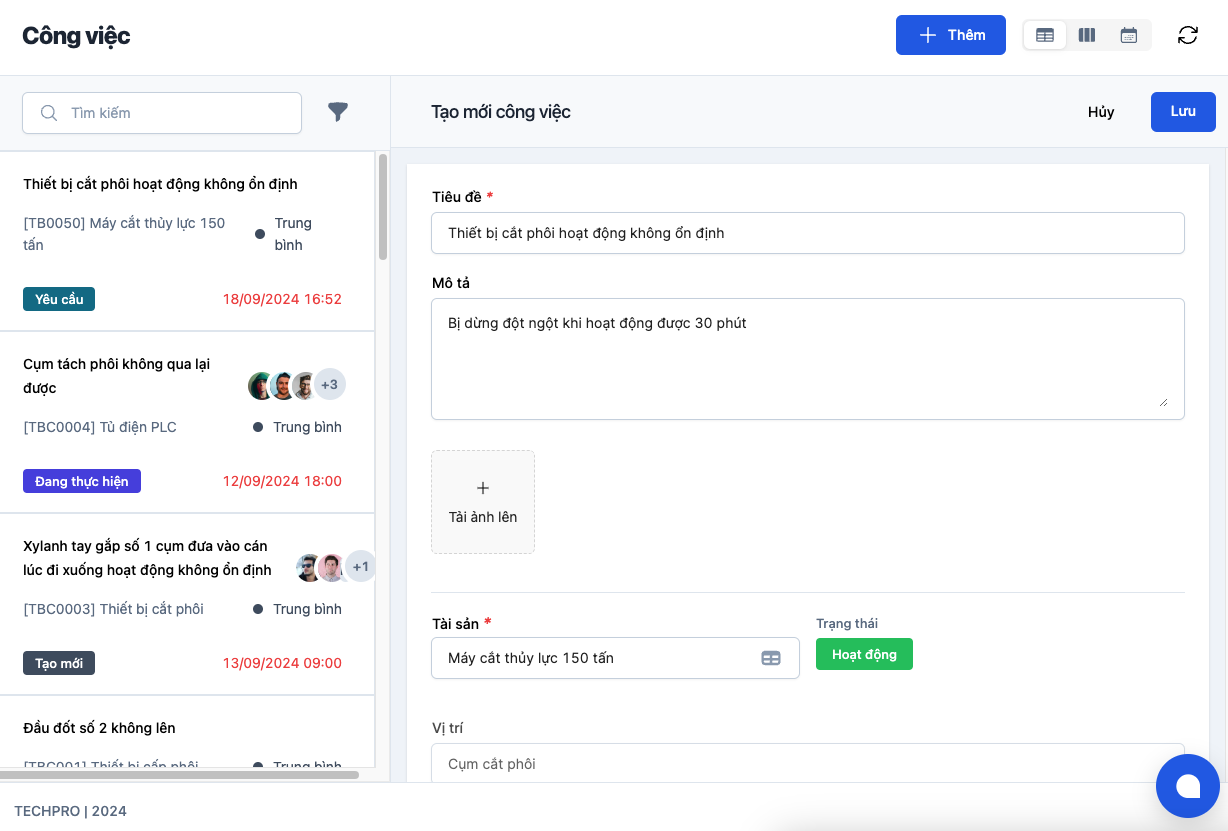 Công việc
Thêm
Tìm kiếm
Tạo mới công việc
Hủy
Lưu
Thiết bị cắt phôi hoạt động không ổn định
[TB0050] Máy cắt thủy lực 150
tấn
Trung
bình
Yêu cầu
18/09/2024 16:52
Cụm tách phôi không qua lại
được
+3
[TBC0004] Tủ điện PLC
Trung bình
Đang thực hiện
12/09/2024 18:00
Xylanh tay gắp số 1 cụm đưa vào cán
lúc đi xuống hoạt động không ổn định
+1
[TBC0003] Thiết bị cắt phôi
Trung bình
Tạo mới
13/09/2024 09:00
Đầu đốt số 2 không lên
[TBC001] Thiết bị cấp phôi
Trung bình
Tiêu đề *
Thiết bị cắt phôi hoạt động không ổn định
Mô tả
Bị dừng đột ngột khi hoạt động được 30 phút
Tải ảnh lên
Tài sản *
Máy cắt thủy lực 150 tấn
Trạng thái
Hoạt động
Vị trí
Cụm cắt phôi
TECHPRO | 2024